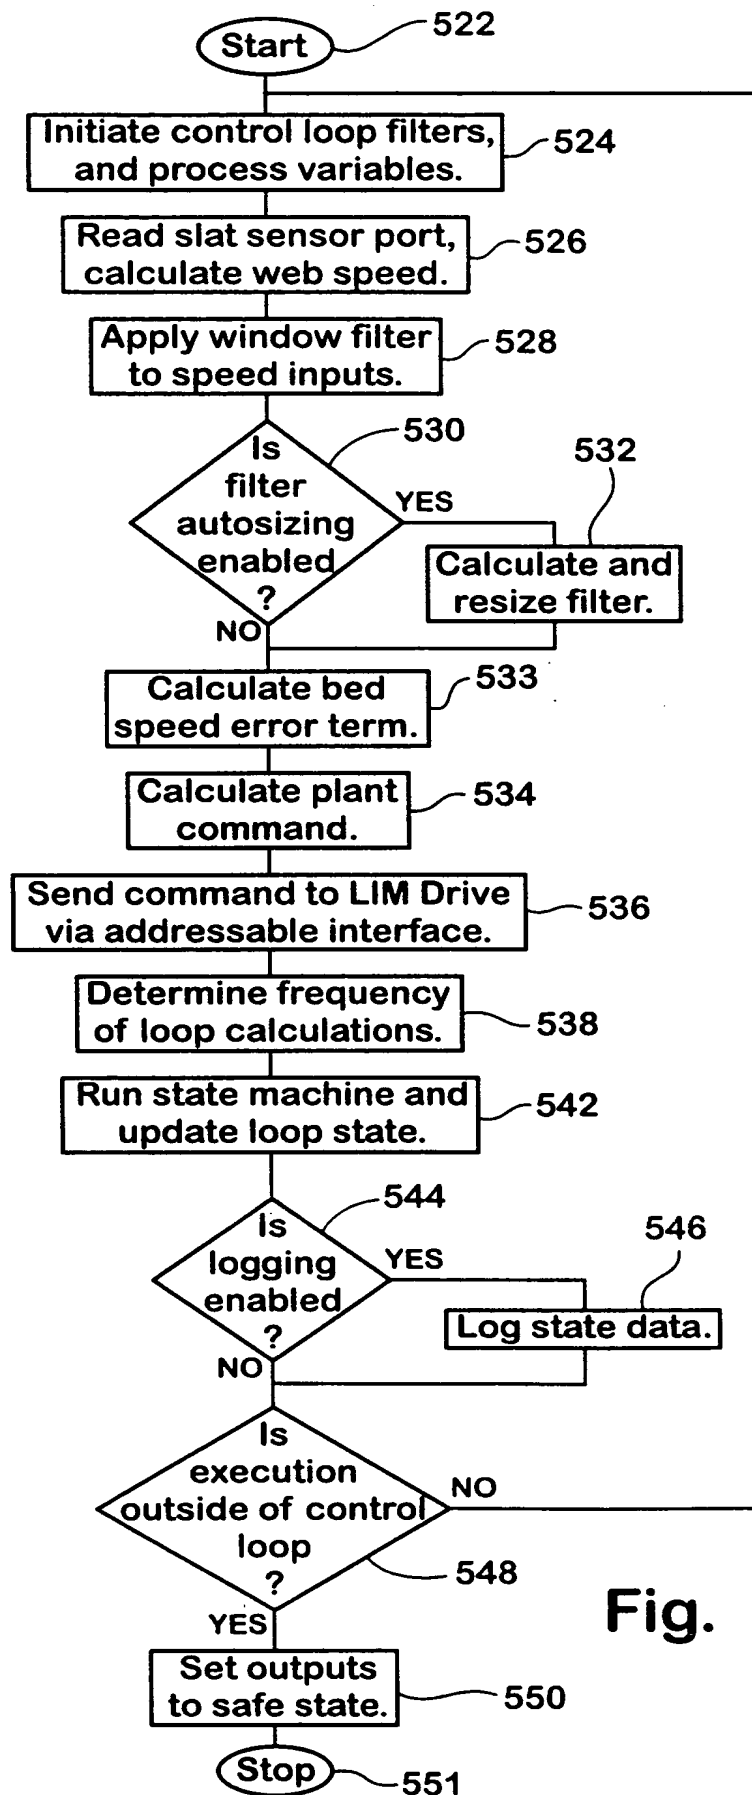 Start
522
Initiate control loop filters,
and process variables.
524
Read slat sensor port,
calculate web speed.
526
Apply window filter
to speed inputs.
528
Is
filter
autosizing
enabled
?
530
YES
532
Calculate and
resize filter.
NO
Calculate bed
speed error term.
533
Calculate plant
command.
534
Send command to LIM Drive
via addressable interface.
536
Determine frequency
of loop calculations.
538
Run state machine and
update loop state.
542
Is
logging
enabled
?
544
YES
546
Log state data.
NO
Is
execution
outside of control
loop
?
NO
548
YES
Fig.
Set outputs
to safe state.
550
Stop
551